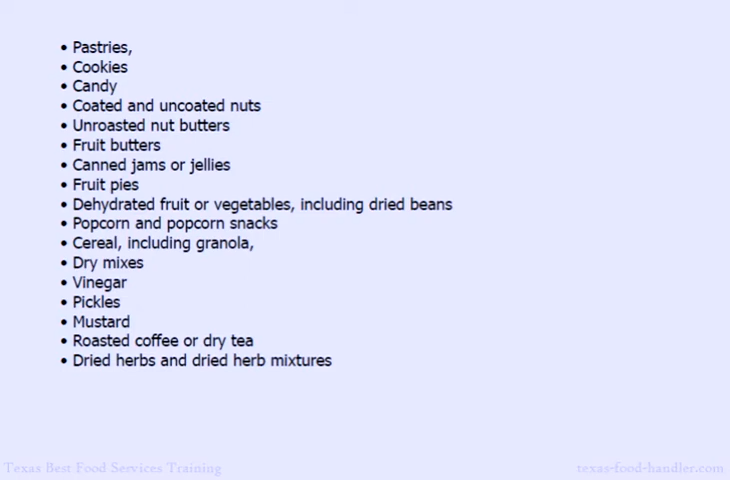 • Pastries,
• Cookies
• Candy
• Coated and uncoated nuts
• Unroasted nut butters
• Fruit butters
• Canned jams or jellies
• Fruit pies
• Dehydrated fruit or vegetables, including dried beans
• Popcorn and popcorn snacks
• Cereal, including granola,
• Dry mixes
• Vinegar
• Pickles
• Mustard
• Roasted coffee or dry tea
• Dried herbs and dried herb mixtures
Texas Best Food Services Training
texas-food-handler.com